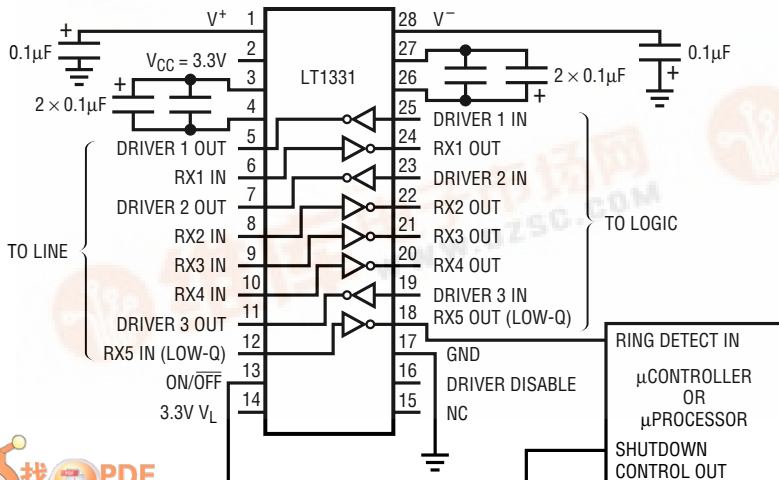 V+ 1
28 V−
0.1µF
+
2
27
VCC = 3.3V
3
LT1331
26
0.1µF
+
2 × 0.1µF
+
4
2 × 0.1µF
+
25 DRIVER 1 IN
DRIVER 1 OUT 5
24 RX1 OUT
RX1 IN 6
23 DRIVER 2 IN
DRIVER 2 OUT 7
22 RX2 OUT
RX2 IN 8
21 RX3 OUT
TO LINE
TO LOGIC
RX3 IN 9
20 RX4 OUT
RX4 IN 10
19 DRIVER 3 IN
DRIVER 3 OUT 11
18 RX5 OUT (LOW-Q)
RX5 IN (LOW-Q) 12
17 GND
ON/OFF 13
16 DRIVER DISABLE
3.3V VL 14
15 NC
RING DETECT IN
µCONTROLLER
OR
µPROCESSOR
SHUTDOWN
CONTROL OUT
找 PDF
WWW.DZSC.COM